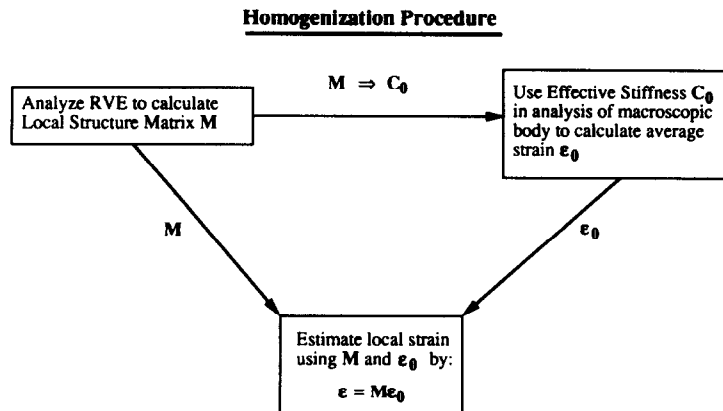 Homogenization Procedure
M ⇒ C₀
Analyze RVE to calculate
Local Structure Matrix M
Use Effective Stiffness C₀
in analysis of macroscopic
body to calculate average
strain ε₀
M
ε₀
Estimate local strain
using M and ε₀ by:
ε = Mε₀